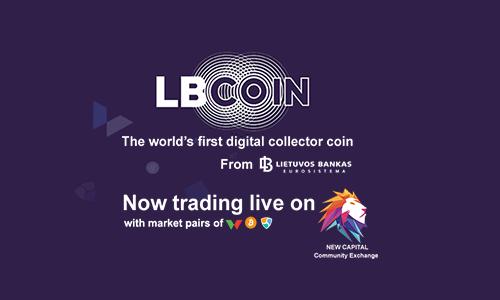 LBCOIN
The world's first digital collector coin
From LIETUVOS BANKAS
EUROSISTEMA
Now trading live on
with market pairs of
NEW CAPITAL
Community Exchange